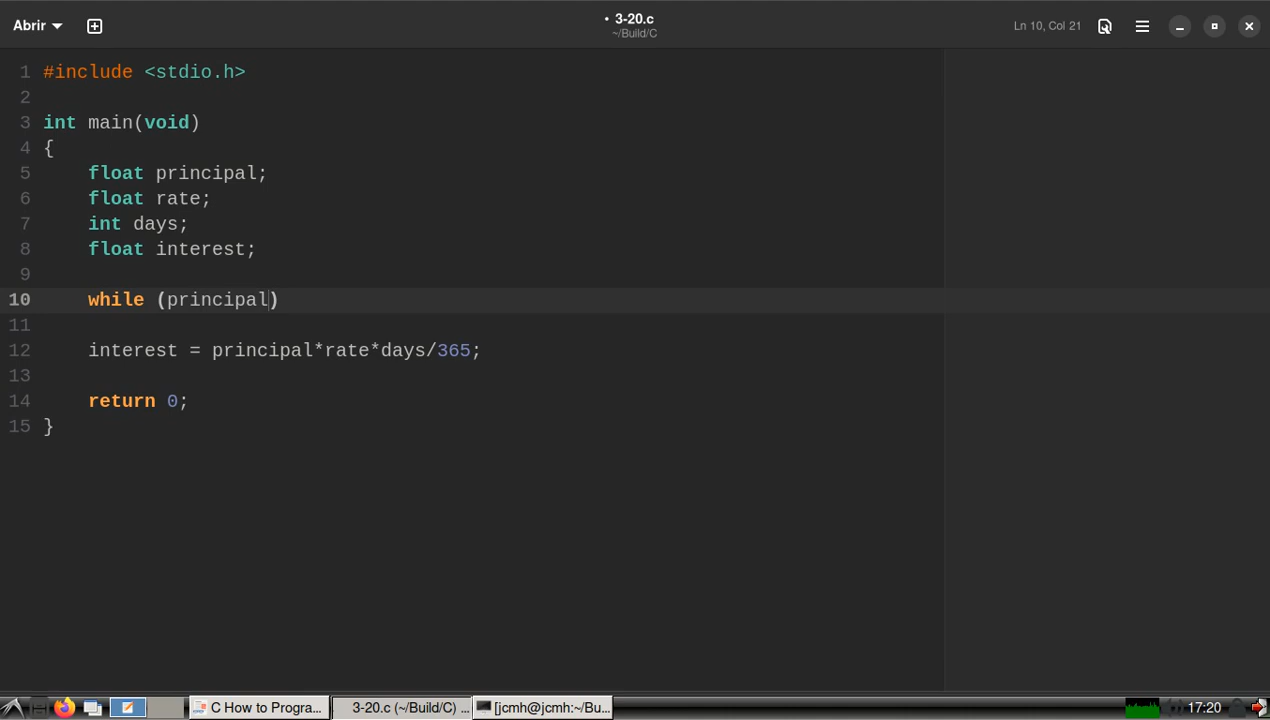 Abrir
• 3-20.c
~/Build/C
Ln 10, Col 21
1 #include <stdio.h>
2
3 int main(void)
4 {
5 float principal;
6 float rate;
7 int days;
8 float interest;
9
10 while (principal)
11
12 interest = principal*rate*days/365;
13
14 return 0;
15 }
C How to Progra...
3-20.c (~/Build/C) ...
[jcmh@jcmh:~/Bu...
17:20